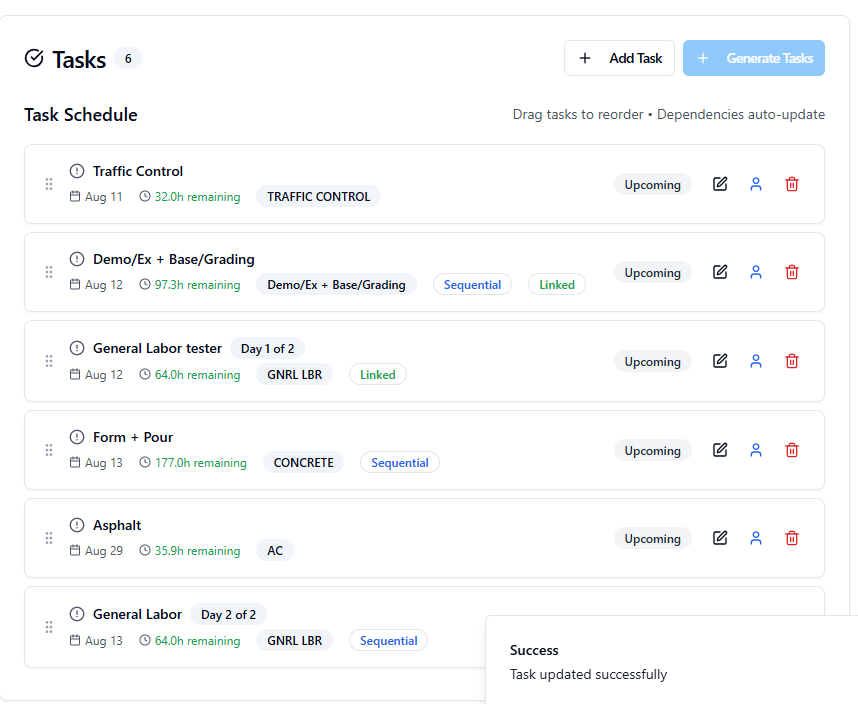 Tasks 6
Add Task
Generate Tasks
Task Schedule
Drag tasks to reorder • Dependencies auto-update
Traffic Control
Aug 11 32.0h remaining TRAFFIC CONTROL
Upcoming
Demo/Ex + Base/Grading
Aug 12 97.3h remaining Demo/Ex + Base/Grading Sequential Linked
Upcoming
General Labor tester Day 1 of 2
Aug 12 64.0h remaining GNRL LBR Linked
Upcoming
Form + Pour
Aug 13 177.0h remaining CONCRETE Sequential
Upcoming
Asphalt
Aug 29 35.9h remaining AC
Upcoming
General Labor Day 2 of 2
Aug 13 64.0h remaining GNRL LBR Sequential
Success
Task updated successfully